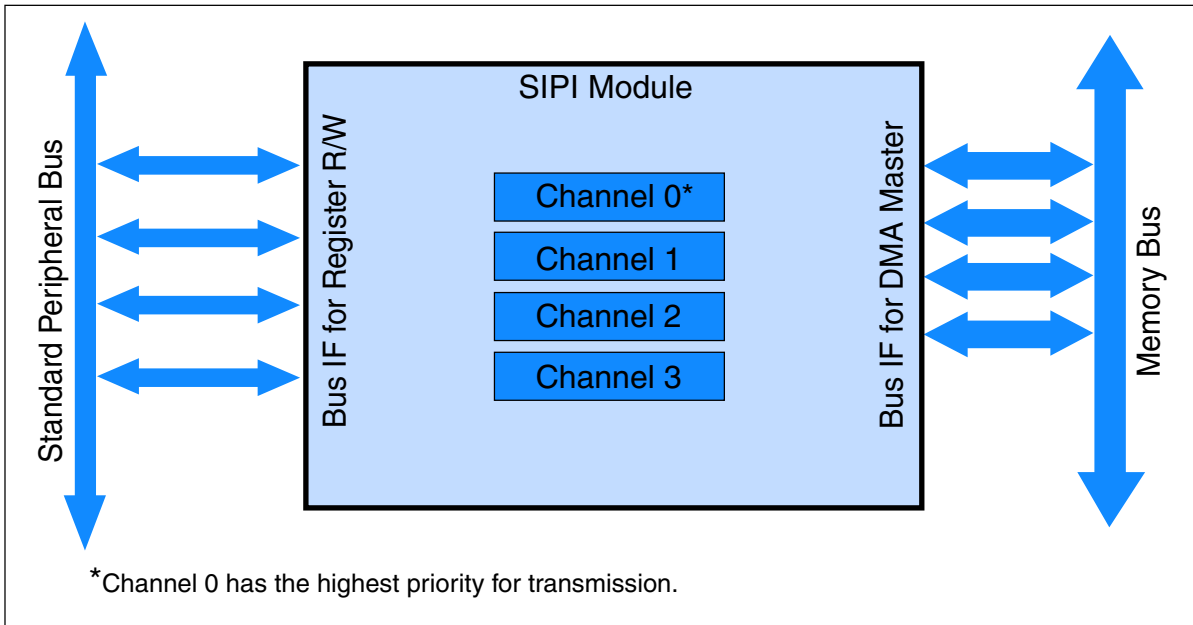 SIPI Module
Standard Peripheral Bus
Bus IF for Register R/W
Channel 0*
Channel 1
Channel 2
Channel 3
Bus IF for DMA Master
Memory Bus
*Channel 0 has the highest priority for transmission.